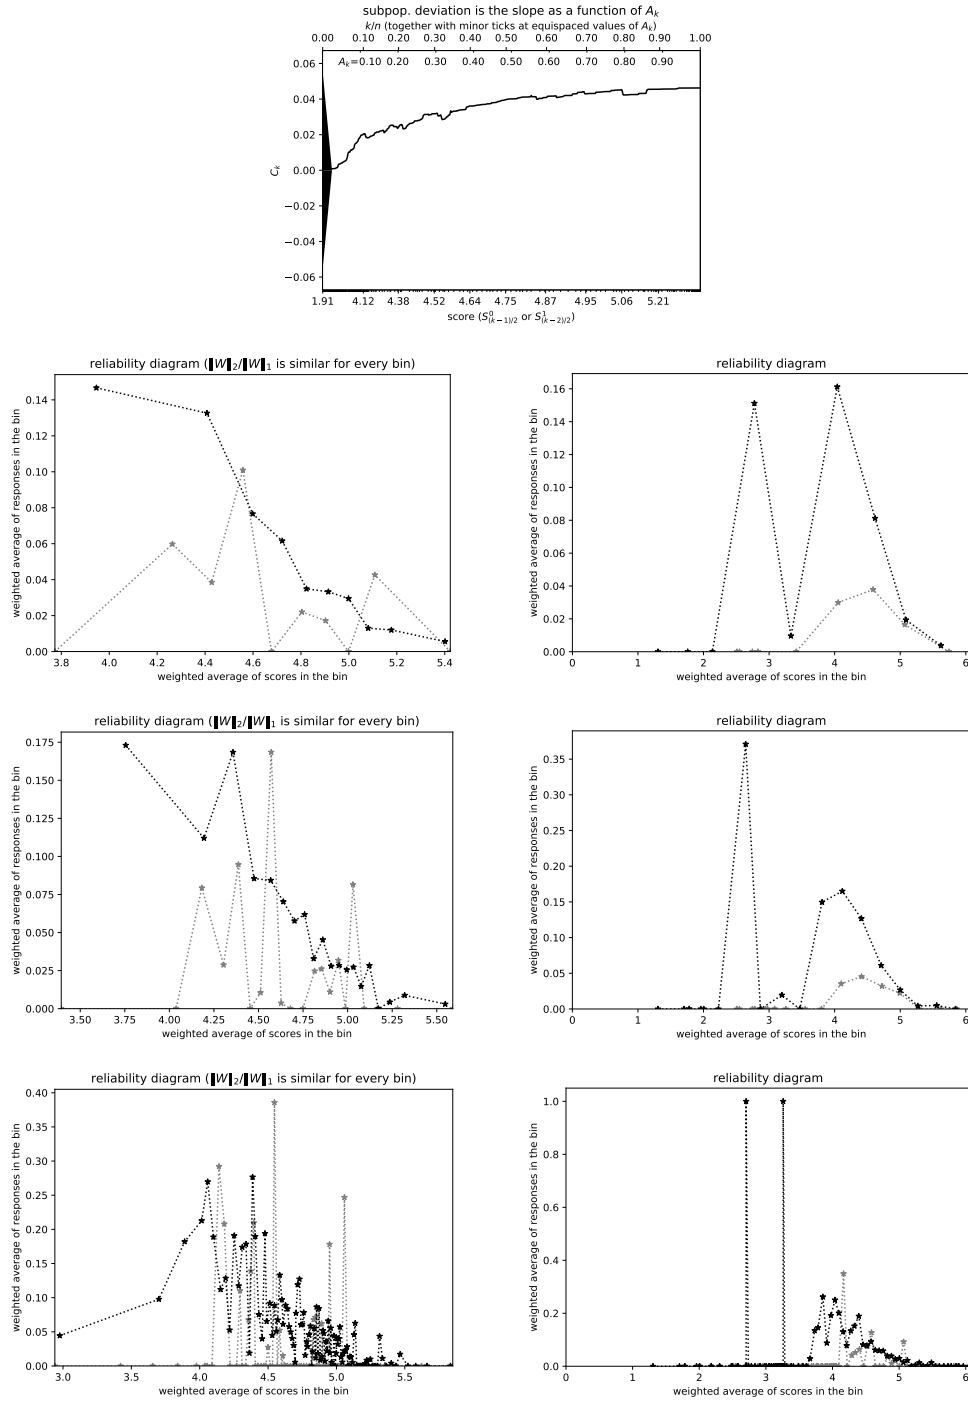 subpop. deviation is the slope as a function of A_k
k/n (together with minor ticks at equispaced values of A_k)
0.00 0.10 0.20 0.30 0.40 0.50 0.60 0.70 0.80 0.90 1.00
A_k=0.10 0.20 0.30 0.40 0.50 0.60 0.70 0.80 0.90
0.06
0.04
0.02
0.00
−0.02
−0.04
−0.06
C_k
1.91 4.12 4.38 4.52 4.64 4.75 4.87 4.95 5.06 5.21
score (S^0_{(k−1)/2} or S^1_{(k−2)/2})
reliability diagram (‖W‖_2/‖W‖_1 is similar for every bin)
0.14
0.12
0.10
0.08
0.06
0.04
0.02
0.00
weighted average of responses in the bin
3.8 4.0 4.2 4.4 4.6 4.8 5.0 5.2 5.4
weighted average of scores in the bin
reliability diagram
0.16
0.14
0.12
0.10
0.08
0.06
0.04
0.02
0.00
weighted average of responses in the bin
0 1 2 3 4 5 6
weighted average of scores in the bin
reliability diagram (‖W‖_2/‖W‖_1 is similar for every bin)
0.175
0.150
0.125
0.100
0.075
0.050
0.025
0.000
weighted average of responses in the bin
3.50 3.75 4.00 4.25 4.50 4.75 5.00 5.25 5.50
weighted average of scores in the bin
reliability diagram
0.35
0.30
0.25
0.20
0.15
0.10
0.05
0.00
weighted average of responses in the bin
0 1 2 3 4 5 6
weighted average of scores in the bin
reliability diagram (‖W‖_2/‖W‖_1 is similar for every bin)
0.40
0.35
0.30
0.25
0.20
0.15
0.10
0.05
0.00
weighted average of responses in the bin
3.0 3.5 4.0 4.5 5.0 5.5
weighted average of scores in the bin
reliability diagram
1.0
0.8
0.6
0.4
0.2
0.0
weighted average of responses in the bin
0 1 2 3 4 5 6
weighted average of scores in the bin